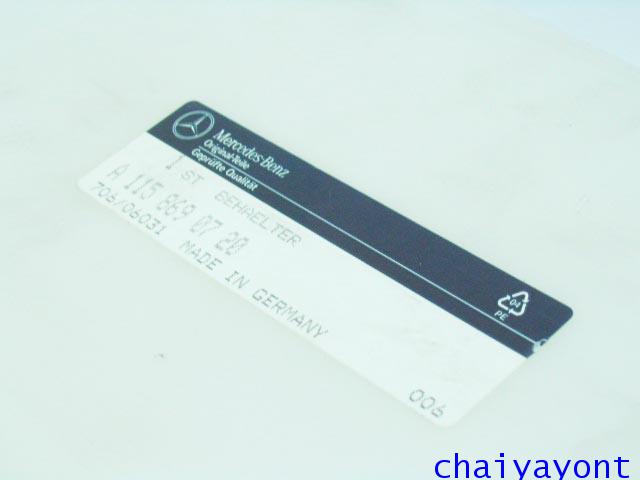 Mercedes-Benz
Original-Teile
Geprüfte Qualität
1 ST BEHAELTER
A 115 869 07 20
706/06031 MADE IN GERMANY
04
PE
006
chaiyayont